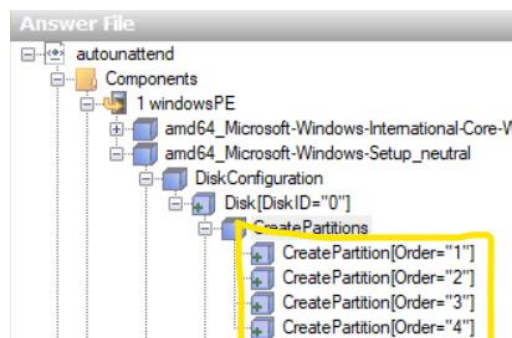 Answer File
autounattend
Components
1 windowsPE
amd64_Microsoft-Windows-International-Core-W
amd64_Microsoft-Windows-Setup_neutral
DiskConfiguration
Disk[DiskID="0"]
CreatePartitions
CreatePartition[Order="1"]
CreatePartition[Order="2"]
CreatePartition[Order="3"]
CreatePartition[Order="4"]